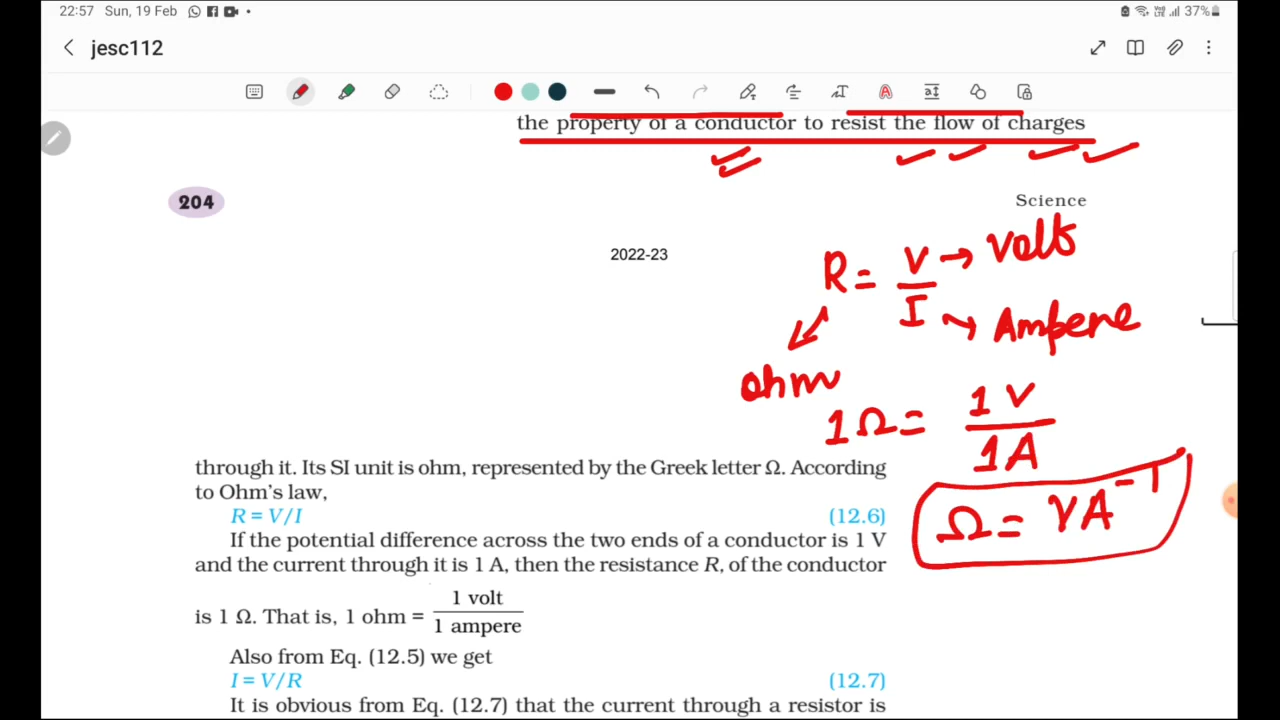 22:57 Sun, 19 Feb
37%
jesc112
the property of a conductor to resist the flow of charges
204
Science
2022-23
R = V/I → Volts
→ Ampere
ohm
1Ω = 1V/1A
Ω = VA⁻¹
through it. Its SI unit is ohm, represented by the Greek letter Ω. According
to Ohm's law,
R = V/I (12.6)
If the potential difference across the two ends of a conductor is 1 V
and the current through it is 1 A, then the resistance R, of the conductor
is 1 Ω. That is, 1 ohm = 1 volt / 1 ampere
Also from Eq. (12.5) we get
I = V/R (12.7)
It is obvious from Eq. (12.7) that the current through a resistor is